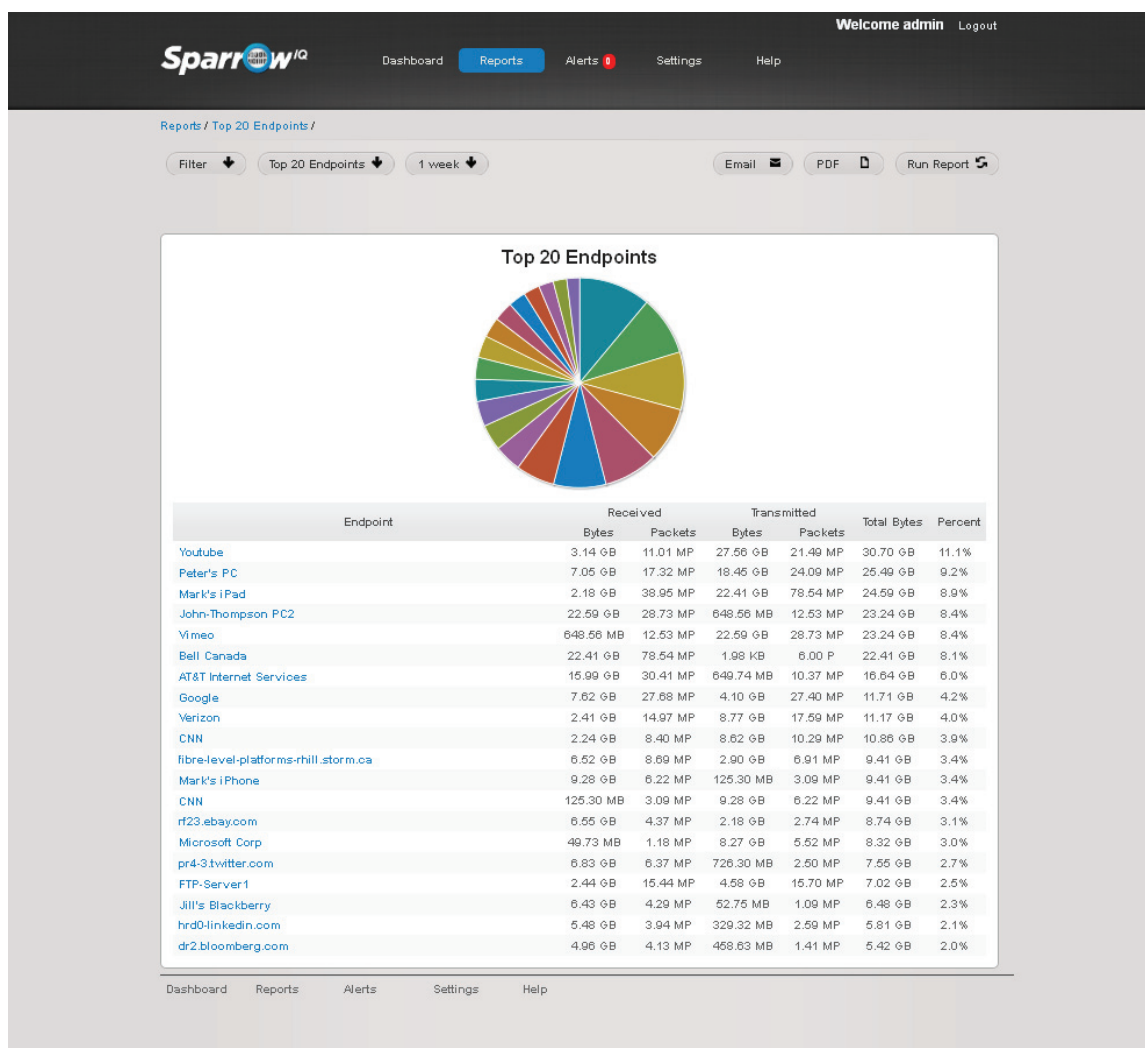 Welcome admin Logout
Sparrow IQ
Dashboard Reports Alerts 0 Settings Help
Reports / Top 20 Endpoints /
Filter Top 20 Endpoints 1 week Email PDF Run Report
Top 20 Endpoints
Endpoint Received Transmitted Total Bytes Percent
Bytes Packets Bytes Packets
Youtube 3.14 GB 11.01 MP 27.56 GB 21.49 MP 30.70 GB 11.1%
Peter's PC 7.05 GB 17.32 MP 18.45 GB 24.09 MP 25.49 GB 9.2%
Mark's iPad 2.18 GB 38.95 MP 22.41 GB 78.54 MP 24.59 GB 8.9%
John-Thompson PC2 22.59 GB 28.73 MP 648.56 MB 12.53 MP 23.24 GB 8.4%
Vimeo 648.56 MB 12.53 MP 22.59 GB 28.73 MP 23.24 GB 8.4%
Bell Canada 22.41 GB 78.54 MP 1.98 KB 6.00 P 22.41 GB 8.1%
AT&T Internet Services 15.99 GB 30.41 MP 649.74 MB 10.37 MP 16.64 GB 6.0%
Google 7.62 GB 27.68 MP 4.10 GB 27.40 MP 11.71 GB 4.2%
Verizon 2.41 GB 14.97 MP 8.77 GB 17.59 MP 11.17 GB 4.0%
CNN 2.24 GB 8.40 MP 8.62 GB 10.29 MP 10.86 GB 3.9%
fibre-level-platforms-rhill.storm.ca 6.52 GB 8.69 MP 2.90 GB 6.91 MP 9.41 GB 3.4%
Mark's iPhone 9.28 GB 6.22 MP 125.30 MB 3.09 MP 9.41 GB 3.4%
CNN 125.30 MB 3.09 MP 9.28 GB 6.22 MP 9.41 GB 3.4%
rf23.ebay.com 6.55 GB 4.37 MP 2.18 GB 2.74 MP 8.74 GB 3.1%
Microsoft Corp 49.73 MB 1.18 MP 8.27 GB 5.52 MP 8.32 GB 3.0%
pr4-3.twitter.com 6.83 GB 6.37 MP 726.30 MB 2.50 MP 7.55 GB 2.7%
FTP-Server1 2.44 GB 15.44 MP 4.58 GB 15.70 MP 7.02 GB 2.5%
Jill's Blackberry 6.43 GB 4.29 MP 52.75 MB 1.09 MP 6.48 GB 2.3%
hrd0-linkedin.com 5.48 GB 3.94 MP 329.32 MB 2.59 MP 5.81 GB 2.1%
dr2.bloomberg.com 4.96 GB 4.13 MP 458.63 MB 1.41 MP 5.42 GB 2.0%
Dashboard Reports Alerts Settings Help